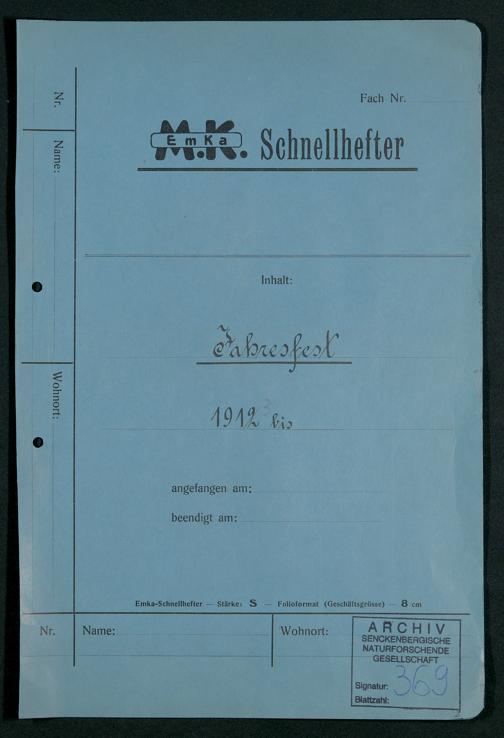 Nr.
Name:
Wohnort:
Fach Nr.
M.K. EmKa Schnellhefter
Inhalt:
Jahresfest
1912 bis
angefangen am:
beendigt am:
Emka-Schnellhefter — Stärke: S — Folioformat (Geschäftsgrösse) — 8 cm
Nr.
Name:
Wohnort:
ARCHIV
SENCKENBERGISCHE
NATURFORSCHENDE
GESELLSCHAFT
Signatur: 369
Blattzahl: